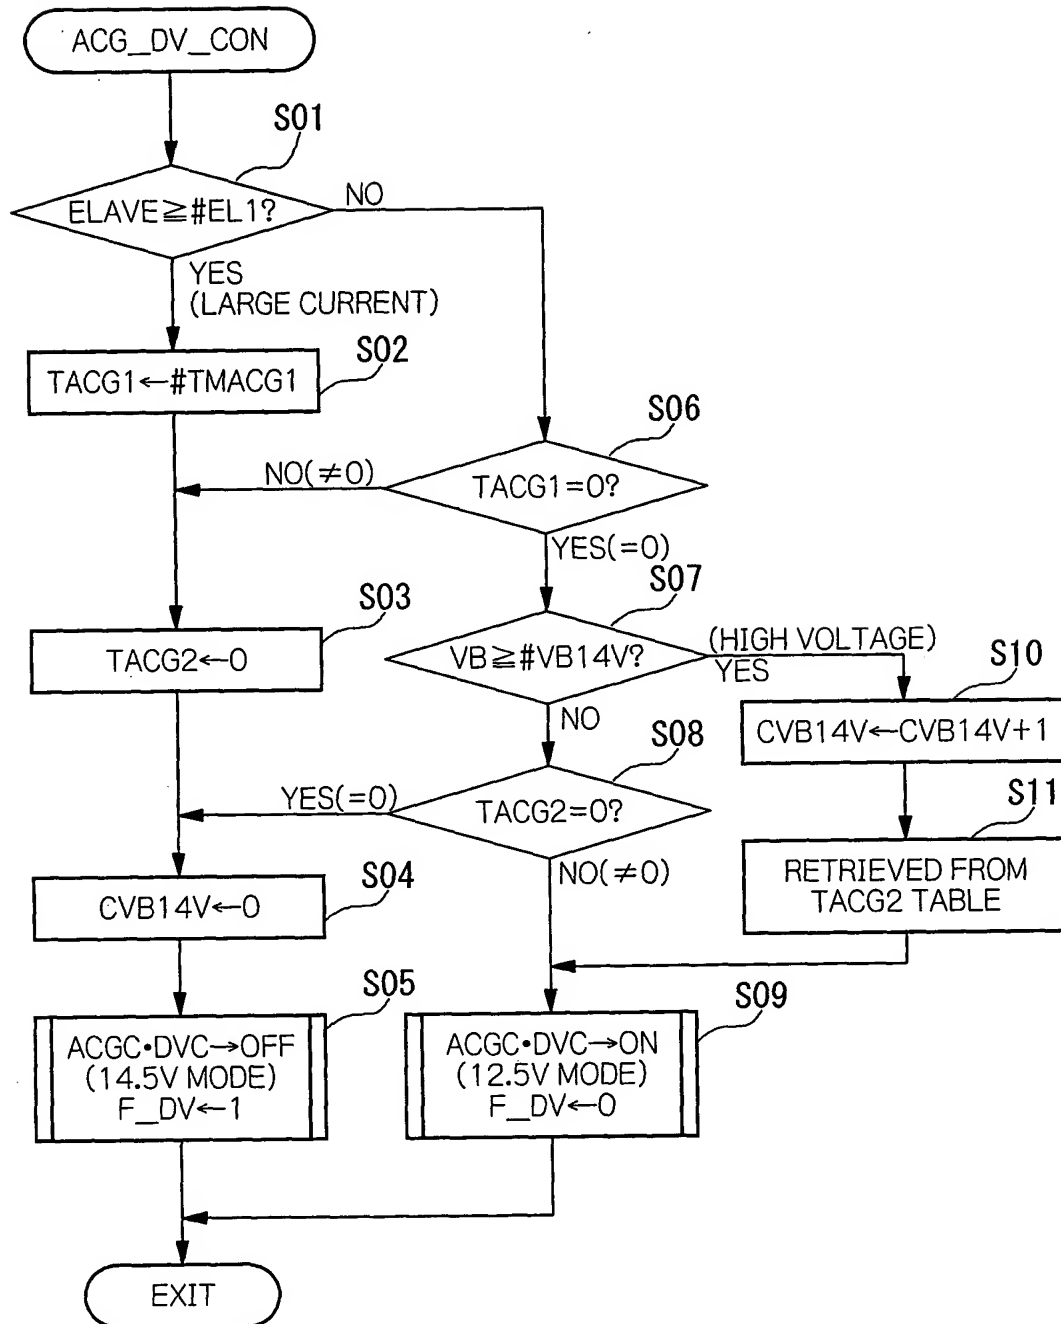 ACG_DV_CON
S01
ELAVE≧#EL1?
NO
YES
(LARGE CURRENT)
S02
TACG1←#TMACG1
S06
NO(≠0)
TACG1=0?
YES(=0)
S03
TACG2←0
S07
VB≧#VB14V?
(HIGH VOLTAGE)
YES
NO
S10
CVB14V←CVB14V+1
S08
YES(=0)
TACG2=0?
NO(≠0)
S11
RETRIEVED FROM
TACG2 TABLE
S04
CVB14V←0
S05
ACGC•DVC→OFF
(14.5V MODE)
F_DV←1
S09
ACGC•DVC→ON
(12.5V MODE)
F_DV←0
EXIT